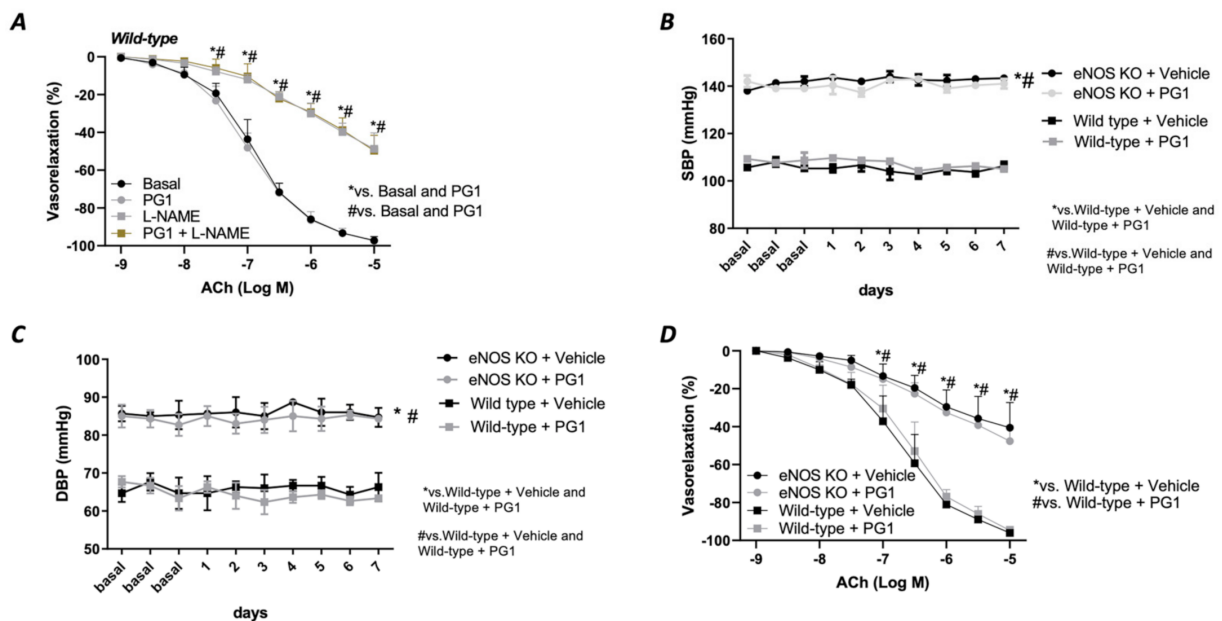 A
Wild-type
Vasorelaxation (%)
0
-20
-40
-60
-80
-100
*#
*#
*#
*#
*#
*#
Basal
PG1
L-NAME
PG1 + L-NAME
*vs. Basal and PG1
#vs. Basal and PG1
-9
-8
-7
-6
-5
ACh (Log M)
B
SBP (mmHg)
160
140
120
100
80
*#
eNOS KO + Vehicle
eNOS KO + PG1
Wild type + Vehicle
Wild-type + PG1
*vs.Wild-type + Vehicle and
Wild-type + PG1
#vs.Wild-type + Vehicle and
Wild-type + PG1
basal
basal
basal
1
2
3
4
5
6
7
days
C
DBP (mmHg)
100
90
80
70
60
50
* #
eNOS KO + Vehicle
eNOS KO + PG1
Wild type + Vehicle
Wild-type + PG1
*vs.Wild-type + Vehicle and
Wild-type + PG1
#vs.Wild-type + Vehicle and
Wild-type + PG1
basal
basal
basal
1
2
3
4
5
6
7
days
D
Vasorelaxation (%)
0
-20
-40
-60
-80
-100
*#
*#
*#
*#
*#
eNOS KO + Vehicle
eNOS KO + PG1
Wild-type + Vehicle
Wild-type + PG1
*vs. Wild-type + Vehicle
#vs. Wild-type + PG1
-9
-8
-7
-6
-5
ACh (Log M)